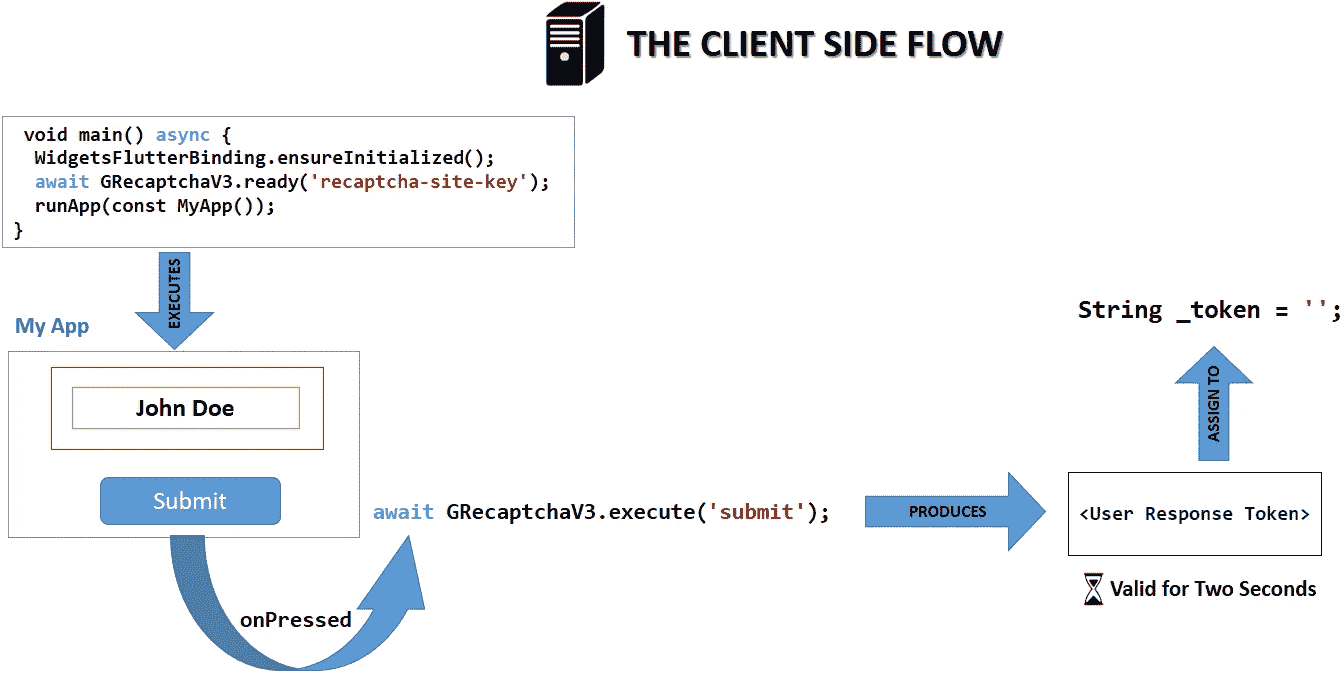 THE CLIENT SIDE FLOW
void main() async {
WidgetsFlutterBinding.ensureInitialized();
await GRecaptchaV3.ready('recaptcha-site-key');
runApp(const MyApp());
}
EXECUTES
My App
John Doe
Submit
onPressed
await GRecaptchaV3.execute('submit');
PRODUCES
<User Response Token>
Valid for Two Seconds
ASSIGN TO
String _token = '';